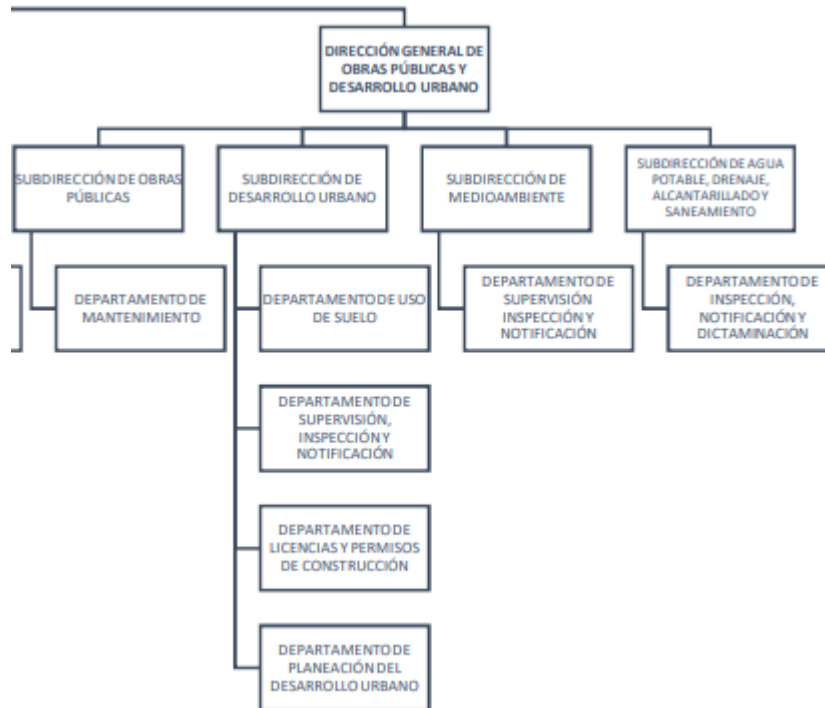 DIRECCIÓN GENERAL DE
OBRAS PÚBLICAS Y
DESARROLLO URBANO
SUBDIRECCIÓN DE OBRAS
PÚBLICAS
SUBDIRECCIÓN DE
DESARROLLO URBANO
SUBDIRECCIÓN DE
MEDIOAMBIENTE
SUBDIRECCIÓN DE AGUA
POTABLE, DRENAJE,
ALCANTARILLADO Y
SANEAMIENTO
DEPARTAMENTO DE
MANTENIMIENTO
DEPARTAMENTO DE USO
DE SUELO
DEPARTAMENTO DE
SUPERVISIÓN
INSPECCIÓN Y
NOTIFICACIÓN
DEPARTAMENTO DE
INSPECCIÓN,
NOTIFICACIÓN Y
DICTAMINACIÓN
DEPARTAMENTO DE
SUPERVISIÓN,
INSPECCIÓN Y
NOTIFICACIÓN
DEPARTAMENTO DE
LICENCIAS Y PERMISOS
DE CONSTRUCCIÓN
DEPARTAMENTO DE
PLANEACIÓN DEL
DESARROLLO URBANO